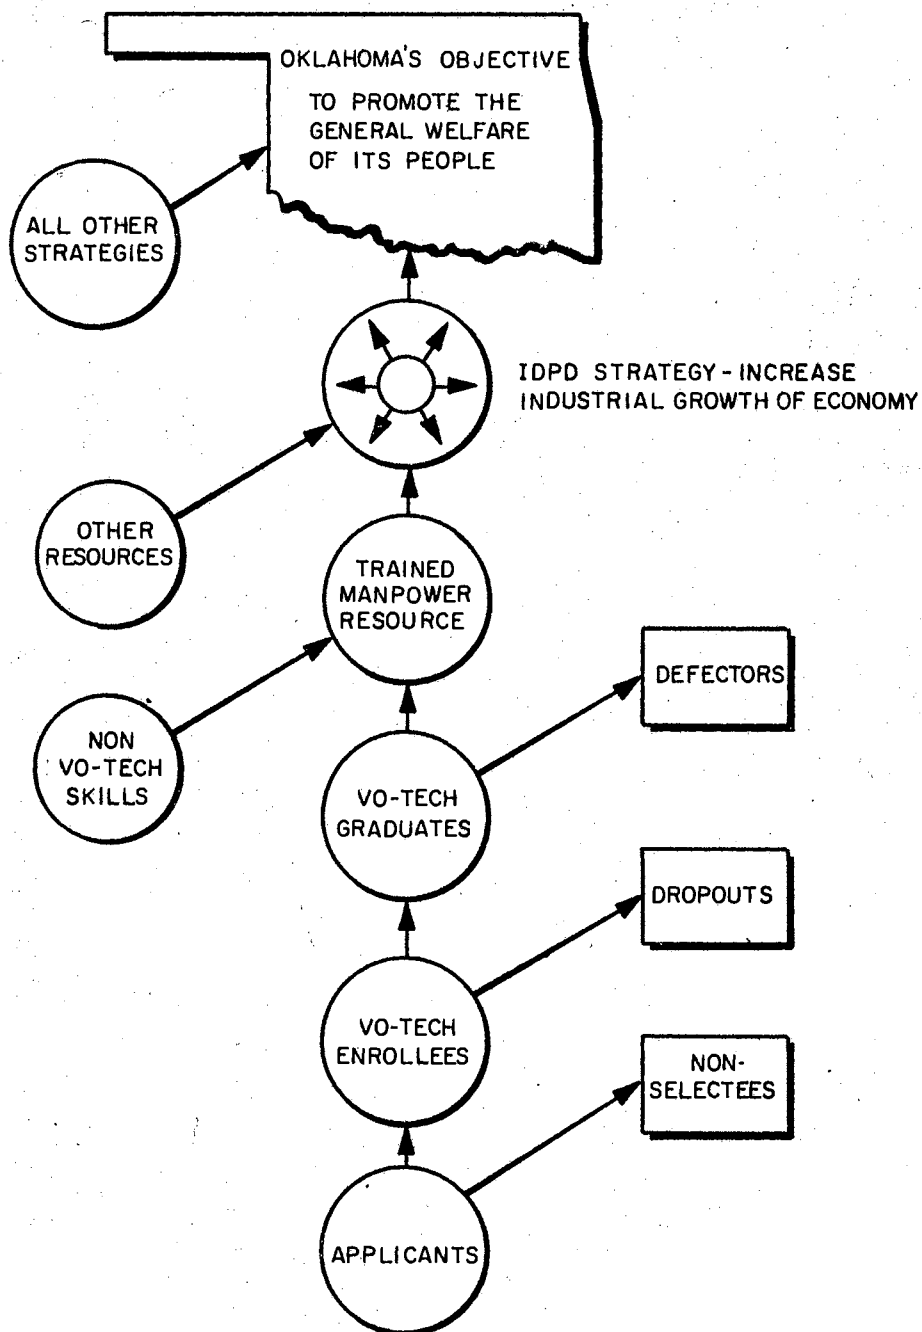 OKLAHOMA'S OBJECTIVE
TO PROMOTE THE
GENERAL WELFARE
OF ITS PEOPLE
ALL OTHER
STRATEGIES
IDPD STRATEGY - INCREASE
INDUSTRIAL GROWTH OF ECONOMY
OTHER
RESOURCES
TRAINED
MANPOWER
RESOURCE
DEFECTORS
NON
VO-TECH
SKILLS
VO-TECH
GRADUATES
DROPOUTS
VO-TECH
ENROLLEES
NON-
SELECTEES
APPLICANTS